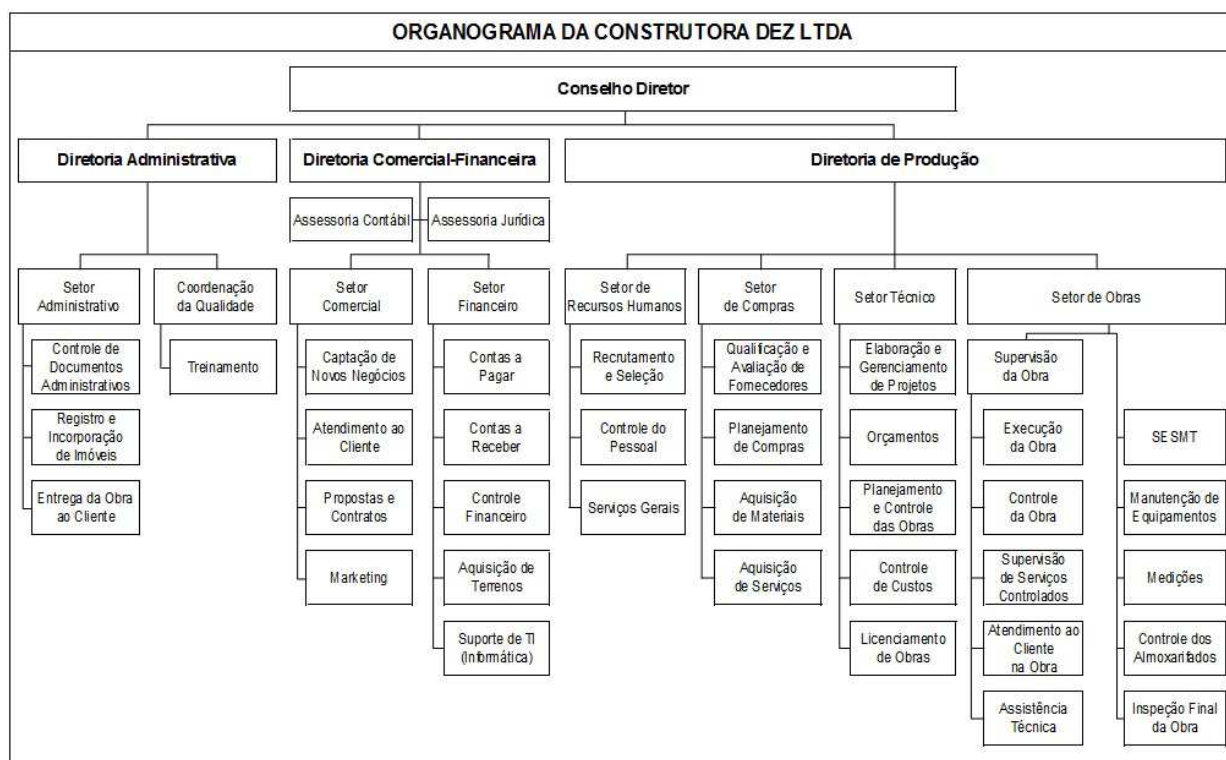 ORGANOGRAMA DA CONSTRUTORA DEZ LTDA
Conselho Diretor
Diretoria Administrativa
Diretoria Comercial-Financeira
Diretoria de Produção
Assessoria Contábil
Assessoria Jurídica
Setor
Administrativo
Coordenação
da Qualidade
Setor
Comercial
Setor
Financeiro
Setor de
Recursos Humanos
Setor
de Compras
Setor Técnico
Setor de Obras
Controle de
Documentos
Administrativos
Treinamento
Captação de
Novos Negócios
Contas a
Pagar
Recrutamento
e Seleção
Qualificação e
Avaliação de
Fornecedores
Elaboração e
Gerenciamento
de Projetos
Supervisão
da Obra
Registro e
Incorporação
de Imóveis
Atendimento ao
Cliente
Contas a
Receber
Controle do
Pessoal
Planejamento
de Compras
Orçamentos
Execução
da Obra
SESMT
Entrega da Obra
ao Cliente
Propostas e
Contratos
Controle
Financeiro
Serviços Gerais
Aquisição
de Materiais
Planejamento
e Controle
das Obras
Controle
da Obra
Manutenção de
Equipamentos
Marketing
Aquisição de
Terrenos
Aquisição
de Serviços
Controle
de Custos
Supervisão
de Serviços
Controlados
Medições
Suporte de TI
(Informática)
Licenciamento
de Obras
Atendimento ao
Cliente
na Obra
Controle dos
Almoxarifados
Assistência
Técnica
Inspeção Final
da Obra